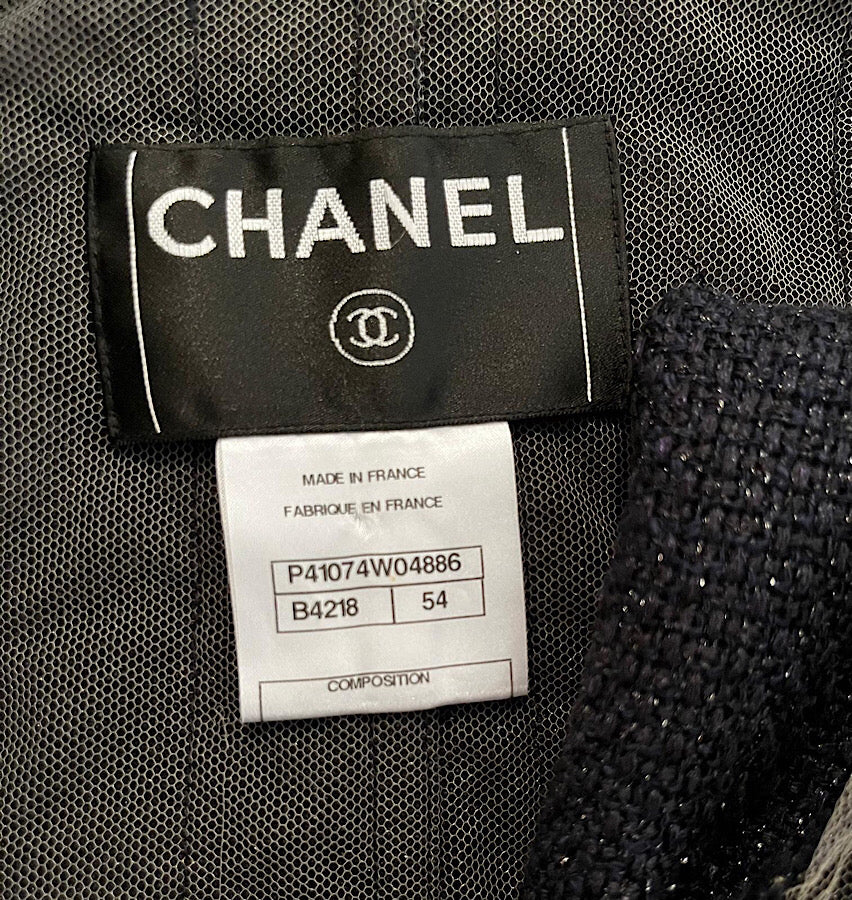 CHANEL
MADE IN FRANCE
FABRIQUE EN FRANCE
P41074W04886
B4218 54
COMPOSITION